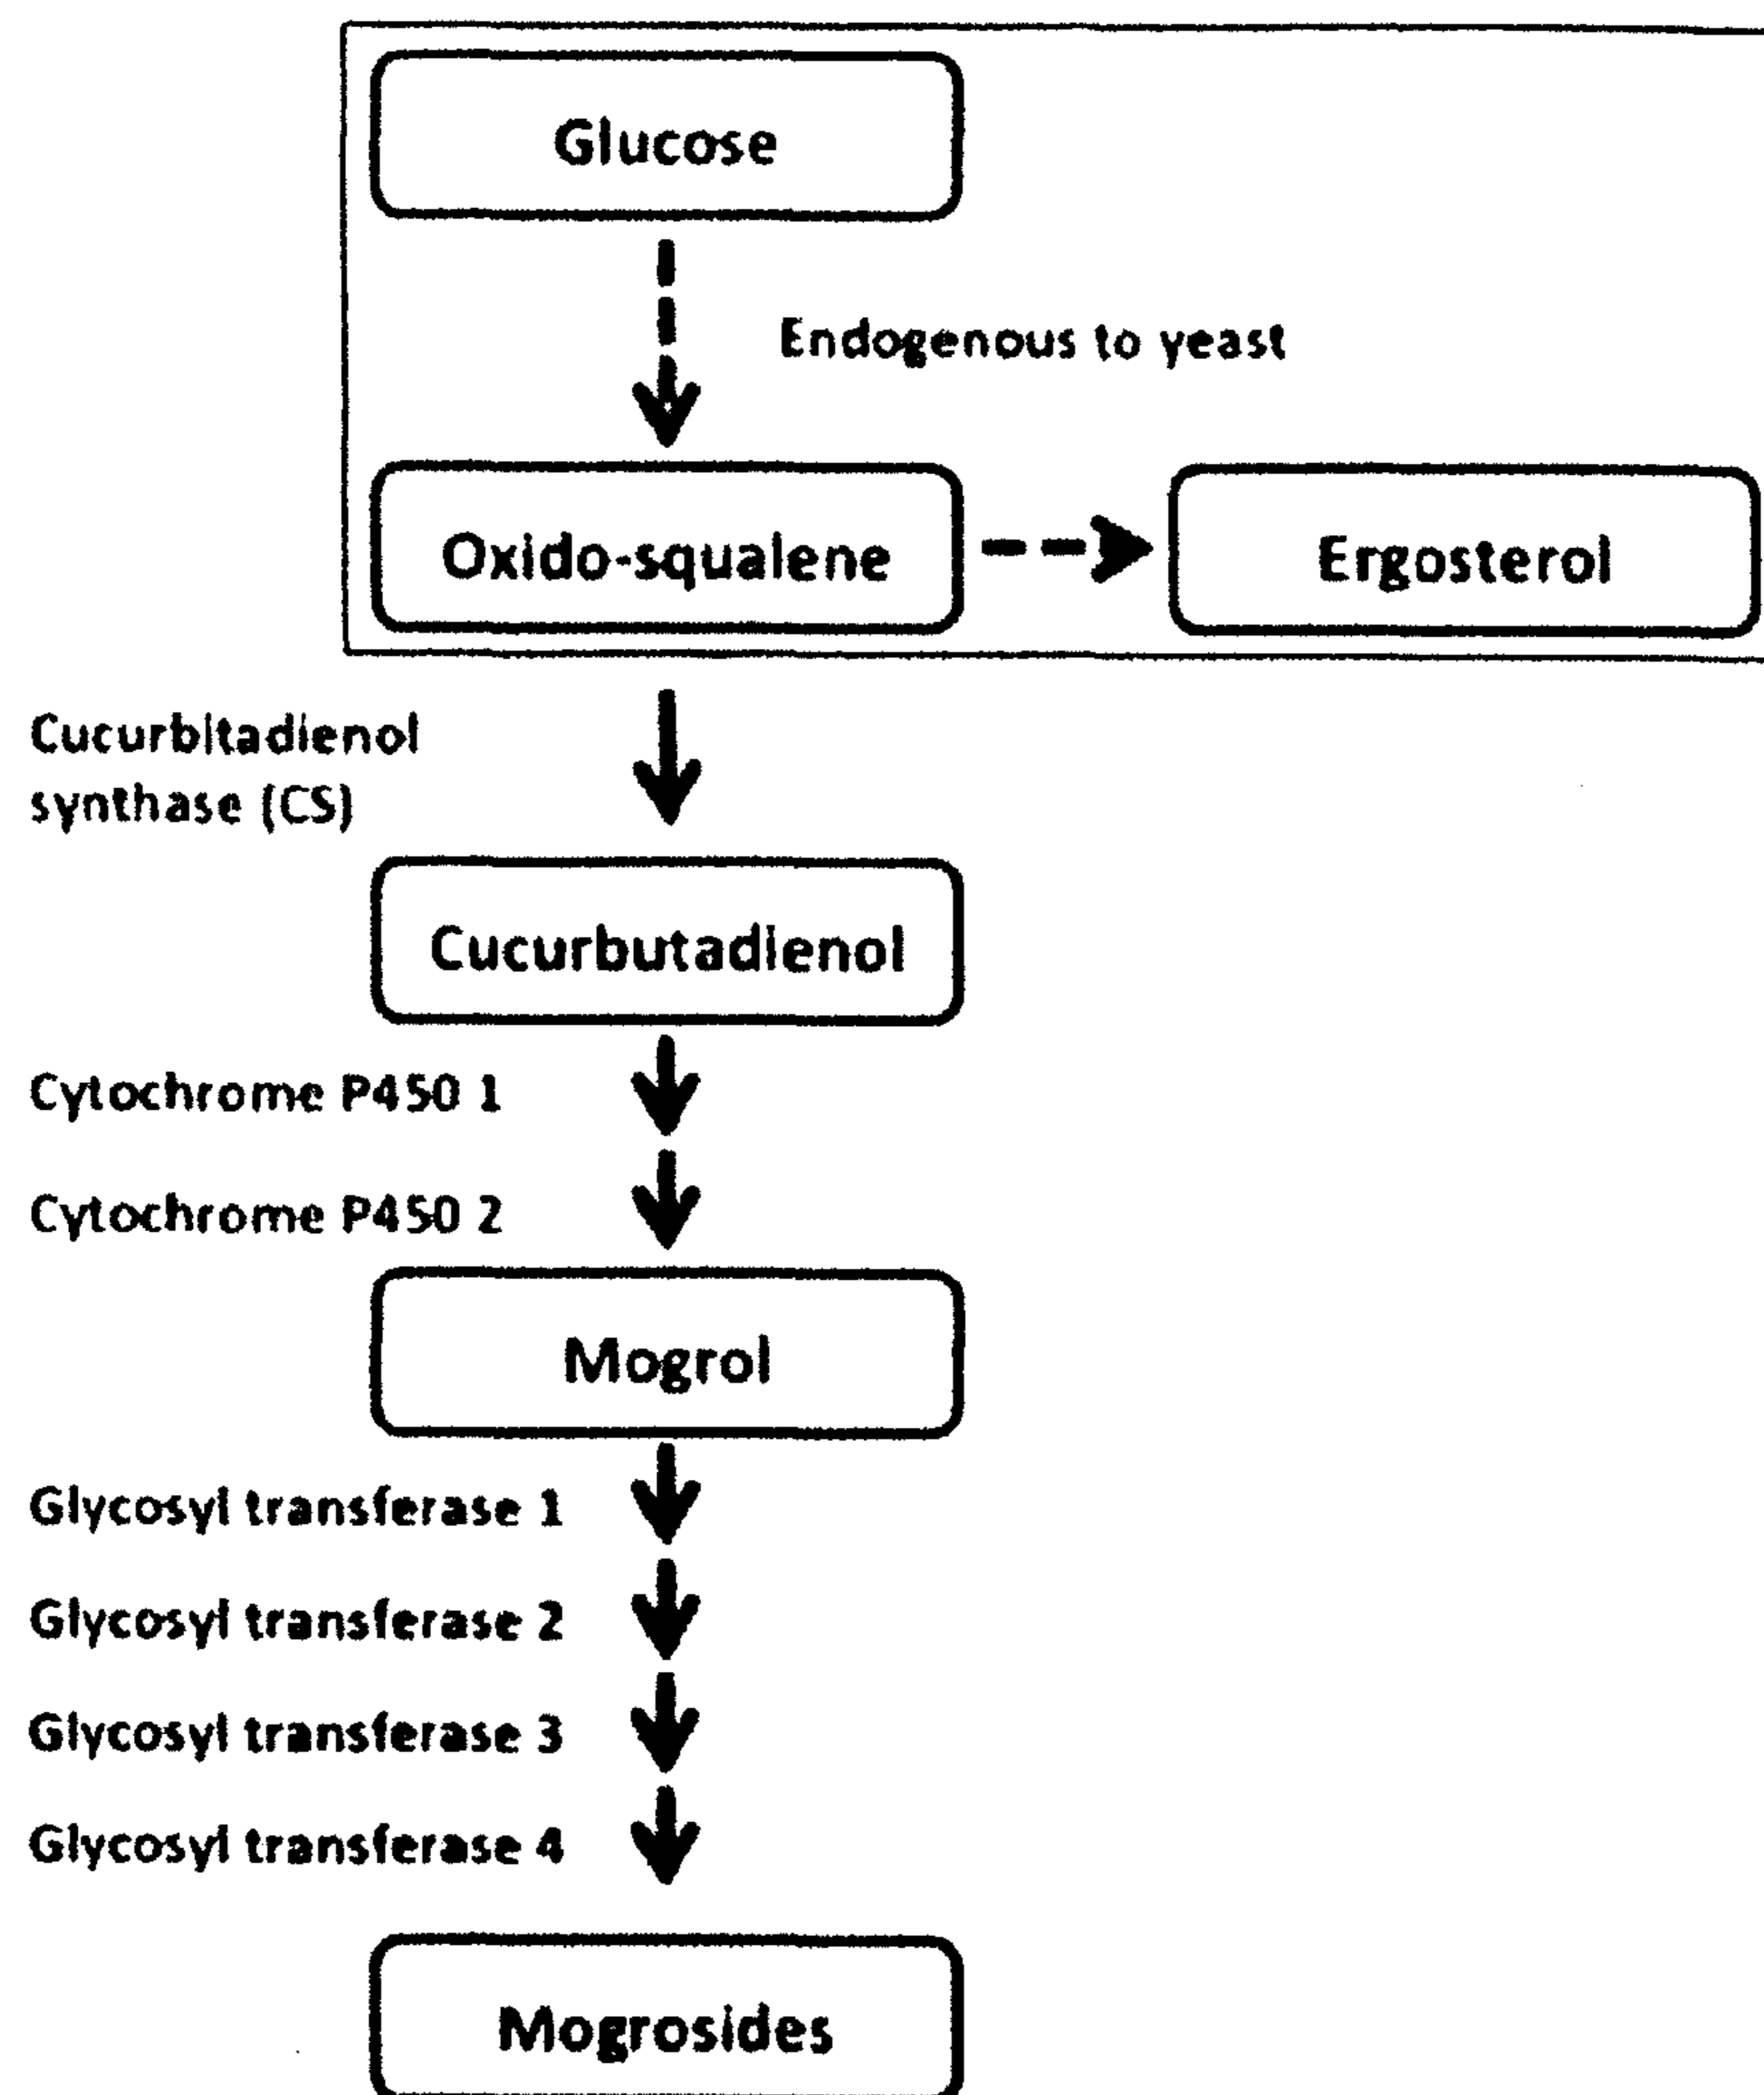 Glucose
Endogenous to yeast
Oxido-squalene
Ergosterol
Cucurbitadienol
synthase (CS)
Cucurbutadienol
Cytochrome P450 1
Cytochrome P450 2
Mogrol
Glycosyl transferase 1
Glycosyl transferase 2
Glycosyl transferase 3
Glycosyl transferase 4
Mogrosides